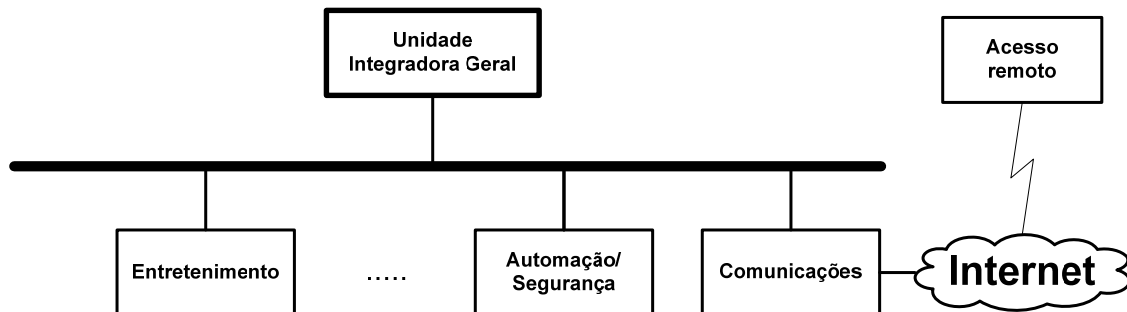 Unidade
Integradora Geral
Acesso
remoto
Entretenimento
.....
Automação/
Segurança
Comunicações
Internet